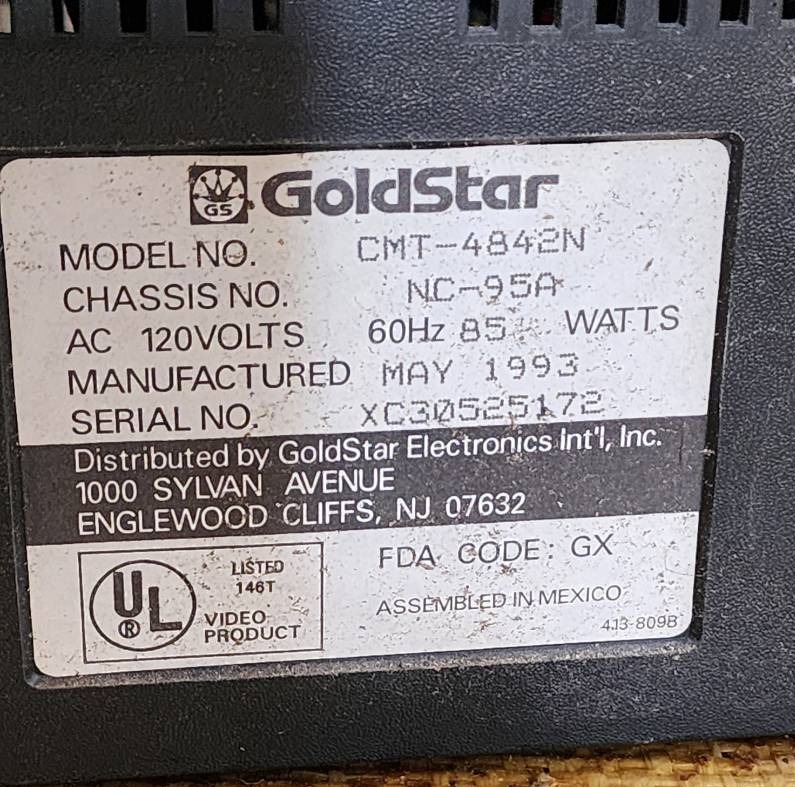 GS GoldStar
MODEL NO. CMT-4842N
CHASSIS NO. NC-95A
AC 120VOLTS 60Hz 85 WATTS
MANUFACTURED MAY 1993
SERIAL NO. XC30525172
Distributed by GoldStar Electronics Int'l, Inc.
1000 SYLVAN AVENUE
ENGLEWOOD CLIFFS, NJ 07632
UL ®
LISTED
146T
VIDEO
PRODUCT
FDA CODE: GX
ASSEMBLED IN MEXICO
413-809B